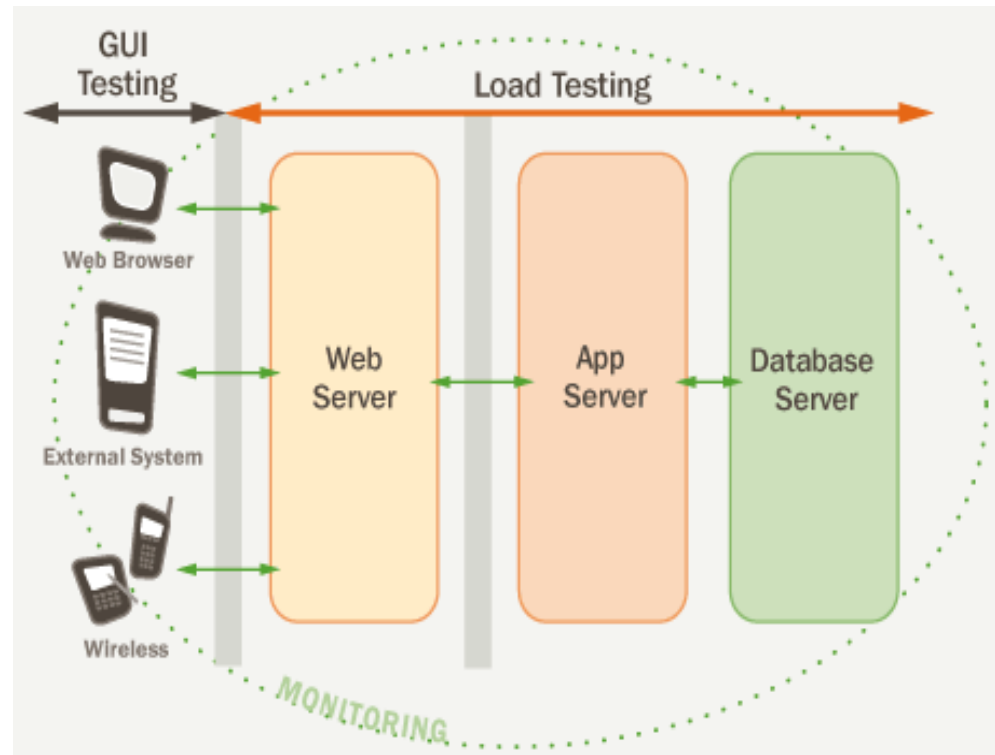 GUI
Testing
Load Testing
Web Browser
External System
Wireless
Web
Server
App
Server
Database
Server
MONITORING